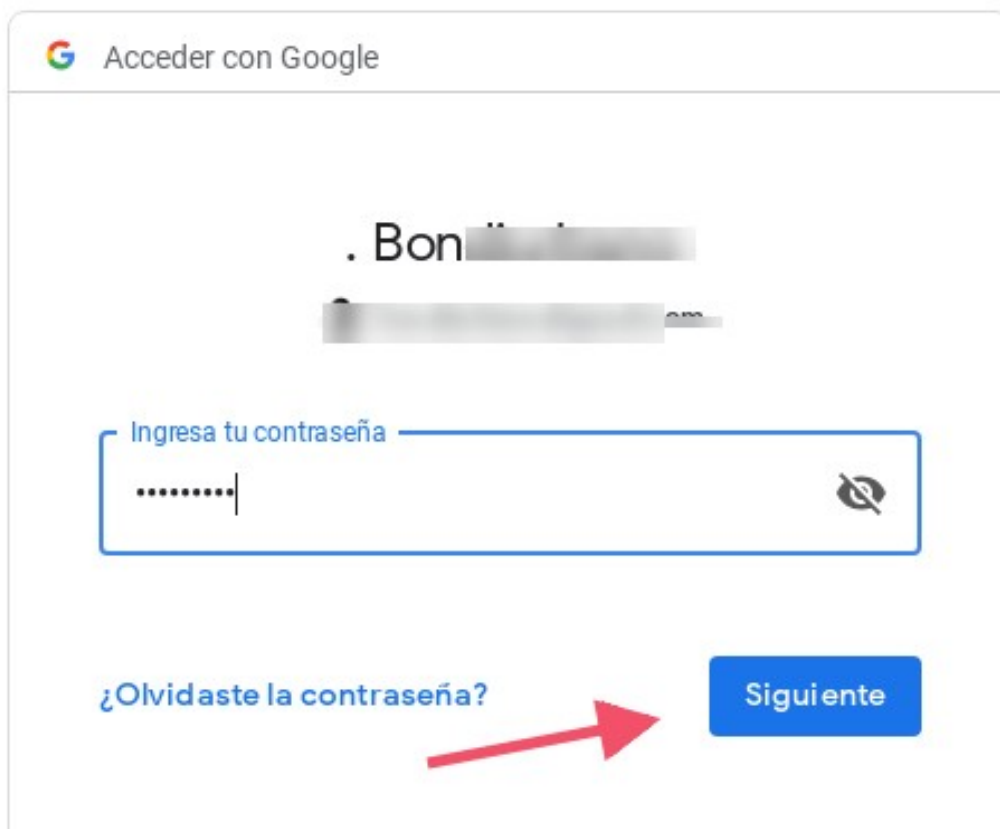 Acceder con Google
. Bon
Ingresa tu contraseña
•••••••••
¿Olvidaste la contraseña?
Siguiente